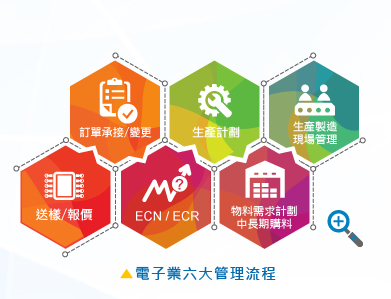 訂單承接/變更
生產計劃
生產製造
現場管理
送樣/報價
ECN / ECR
物料需求計劃
中長期購料
▲電子業六大管理流程